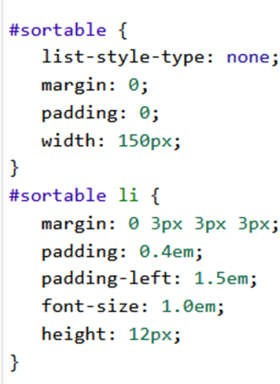 #sortable {
list-style-type: none;
margin: 0;
padding: 0;
width: 150px;
}
#sortable li {
margin: 0 3px 3px 3px;
padding: 0.4em;
padding-left: 1.5em;
font-size: 1.0em;
height: 12px;
}